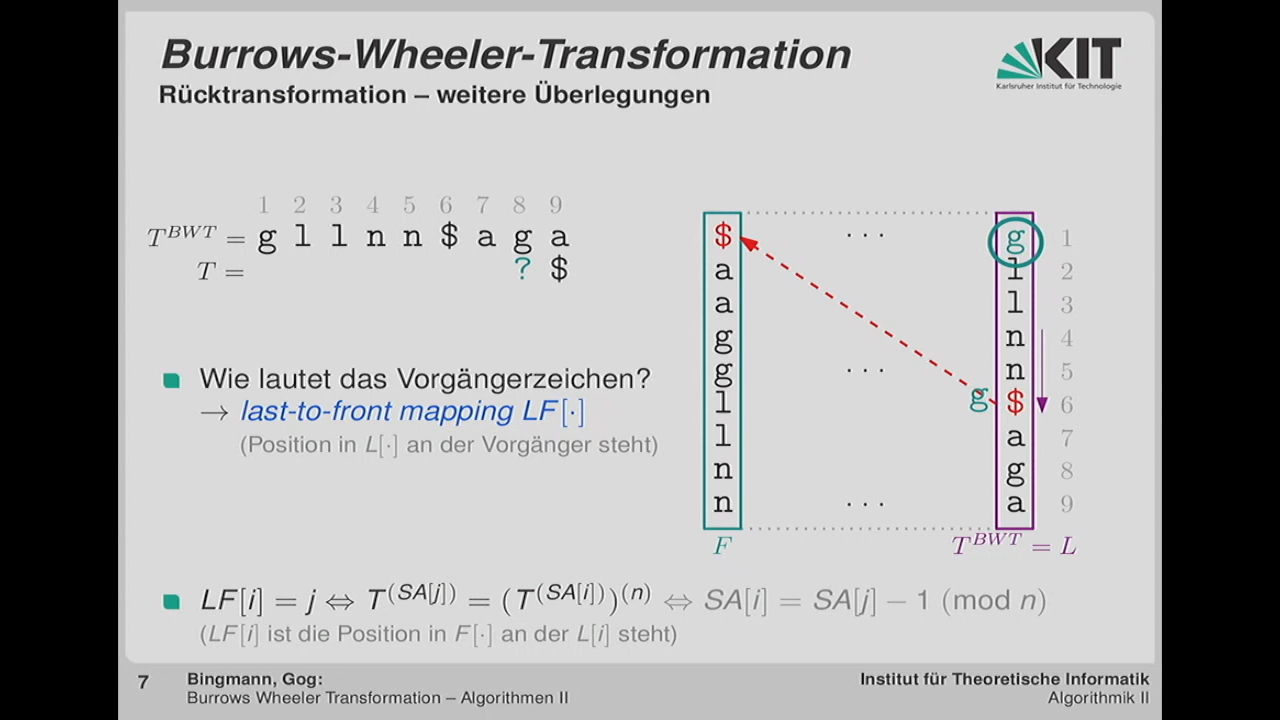 Burrows-Wheeler-Transformation
Rücktransformation – weitere Überlegungen
KIT
Karlsruher Institut für Technologie
1 2 3 4 5 6 7 8 9
T^{BWT} = g l l n n $ a g a
T = ? $
Wie lautet das Vorgängerzeichen?
→ last-to-front mapping LF[·]
(Position in L[·] an der Vorgänger steht)
$ · · · g 1
a l 2
a l 3
g n 4
g · · · n 5
l g $ 6
l a 7
n g 8
n · · · a 9
F T^{BWT} = L
LF[i] = j ⇔ T^{(SA[j])} = (T^{(SA[i])})^{(n)} ⇔ SA[i] = SA[j] − 1 (mod n)
(LF[i] ist die Position in F[·] an der L[i] steht)
7 Bingmann, Gog:
Burrows Wheeler Transformation – Algorithmen II
Institut für Theoretische Informatik
Algorithmik II